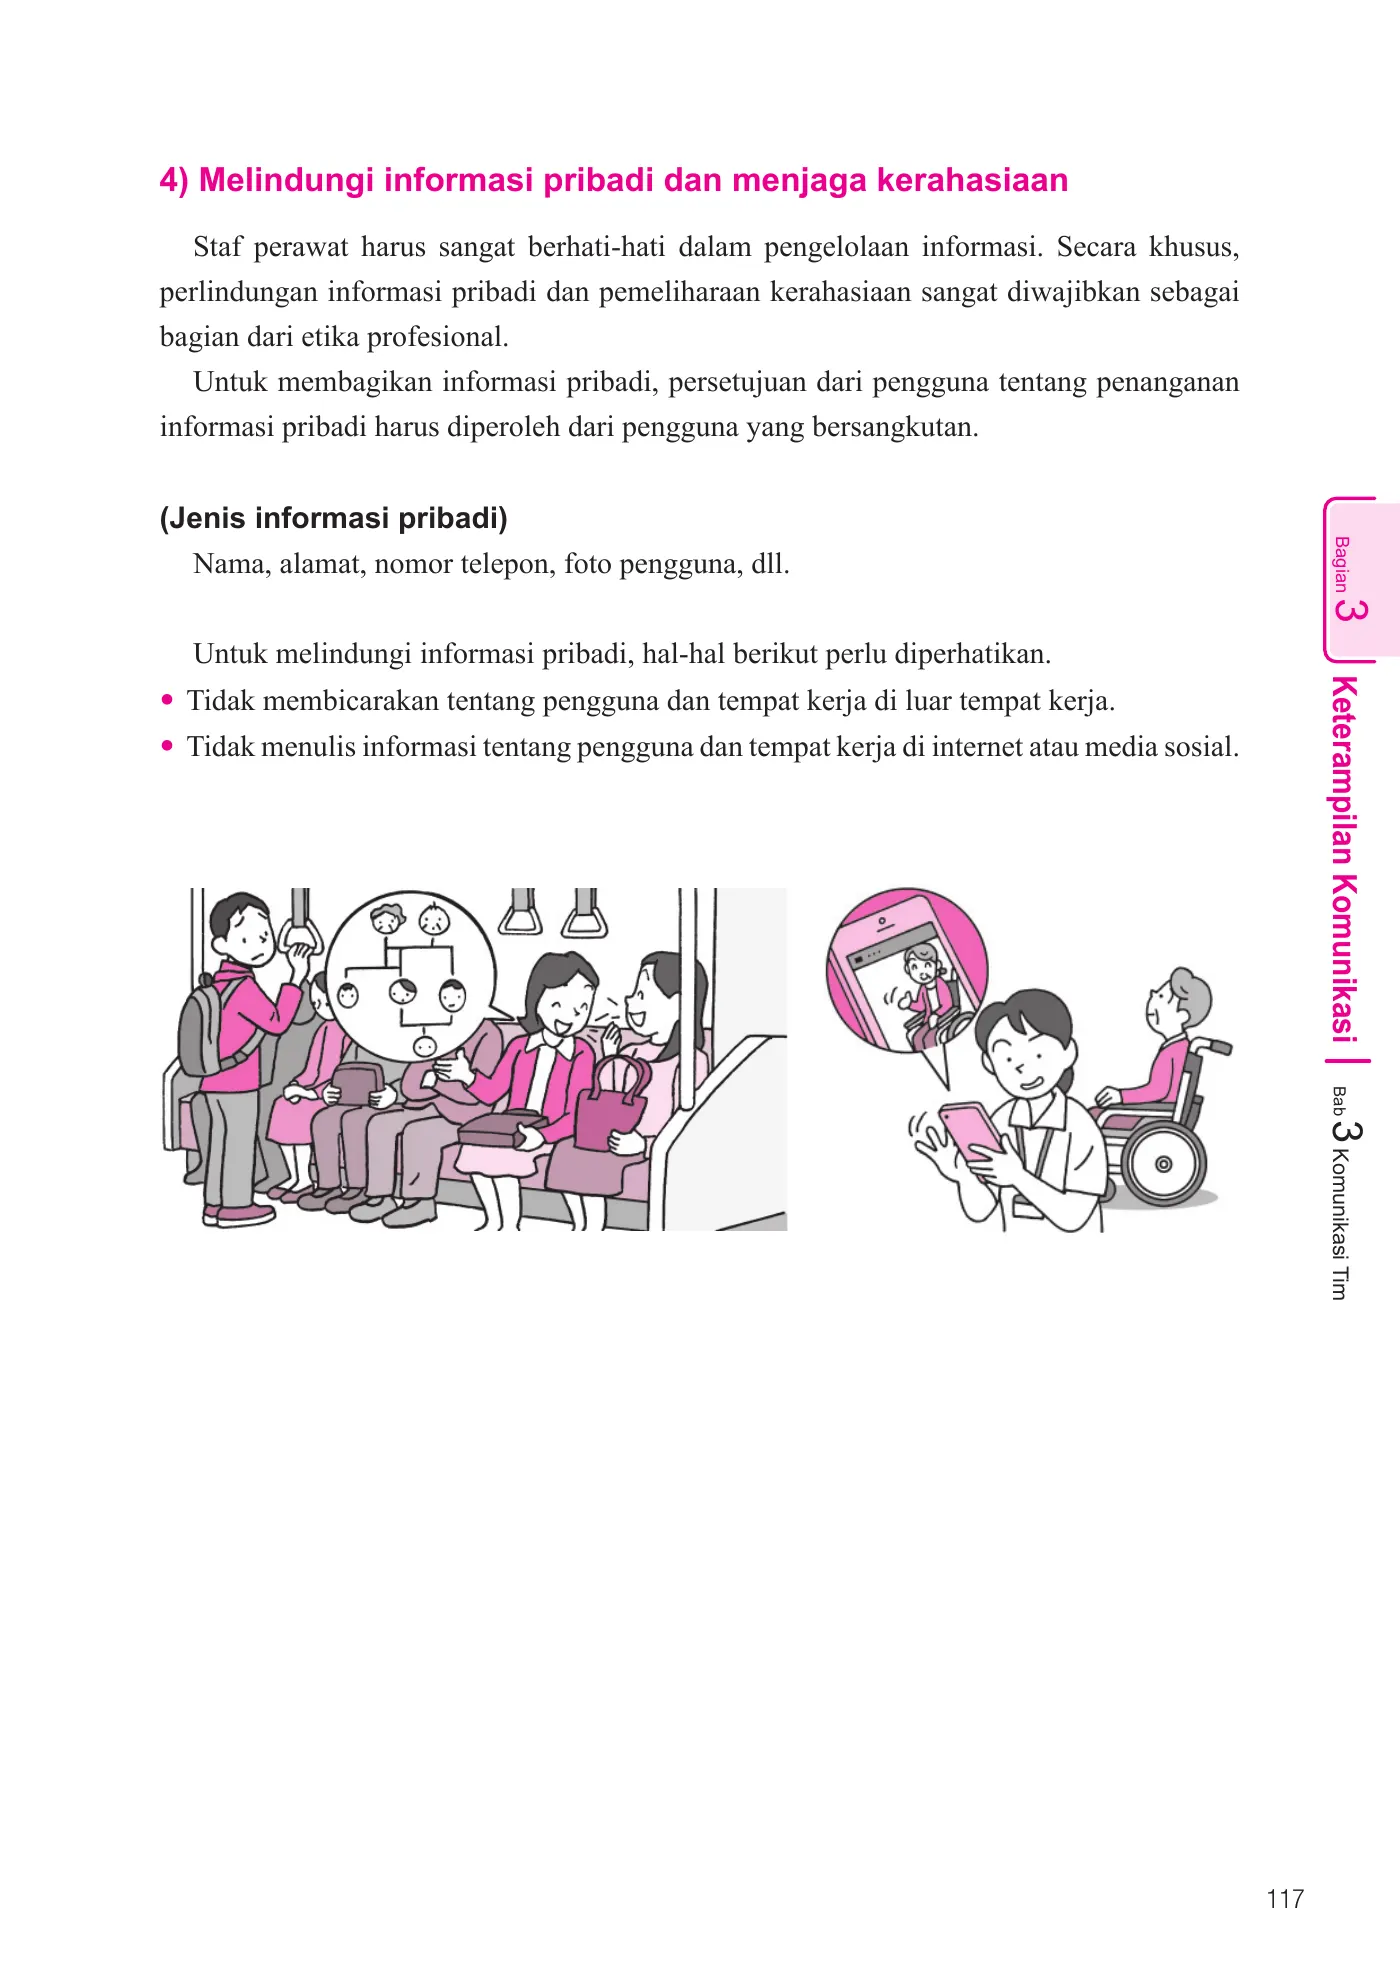 4) Melindungi informasi pribadi dan menjaga kerahasiaan
Staf perawat harus sangat berhati-hati dalam pengelolaan informasi. Secara khusus,
perlindungan informasi pribadi dan pemeliharaan kerahasiaan sangat diwajibkan sebagai
bagian dari etika profesional.
Untuk membagikan informasi pribadi, persetujuan dari pengguna tentang penanganan
informasi pribadi harus diperoleh dari pengguna yang bersangkutan.
(Jenis informasi pribadi)
Nama, alamat, nomor telepon, foto pengguna, dll.
Untuk melindungi informasi pribadi, hal-hal berikut perlu diperhatikan.
• Tidak membicarakan tentang pengguna dan tempat kerja di luar tempat kerja.
• Tidak menulis informasi tentang pengguna dan tempat kerja di internet atau media sosial.
Bagian 3
Keterampilan Komunikasi
Bab 3 Komunikasi Tim
117